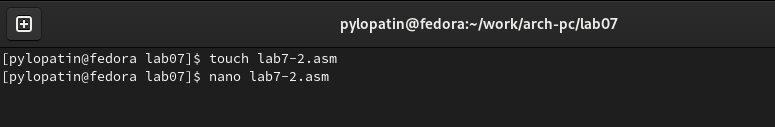 pylopatin@fedora:~/work/arch-pc/lab07
[pylopatin@fedora lab07]$ touch lab7-2.asm
[pylopatin@fedora lab07]$ nano lab7-2.asm